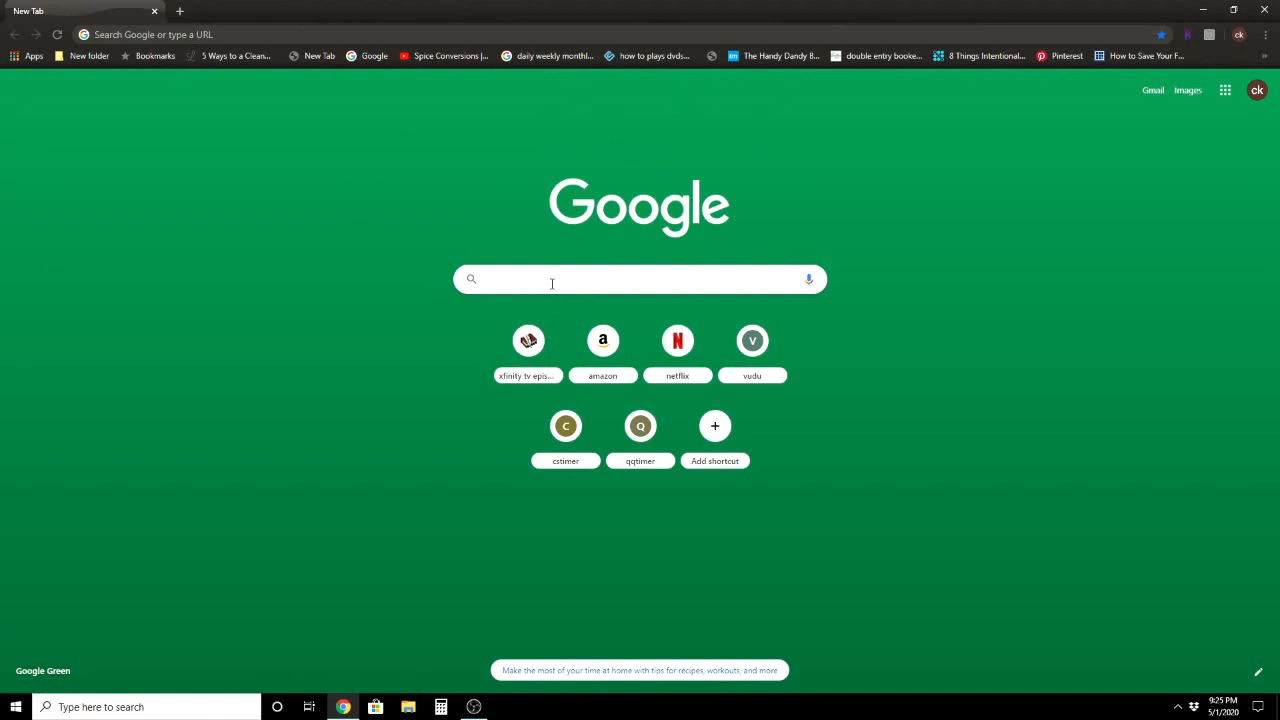 New Tab
Search Google or type a URL
ck
Apps New folder Bookmarks 5 Ways to a Clean... New Tab Google Spice Conversions |... daily weekly monthl... how to plays dvds... The Handy Dandy B... double entry booke... 8 Things Intentional... Pinterest How to Save Your F... »
Gmail Images ck
Google
xfinity tv epis... amazon netflix vudu
C Q
cstimer qqtimer Add shortcut
Google Green
Make the most of your time at home with tips for recipes, workouts, and more
Type here to search
9:25 PM
5/1/2020